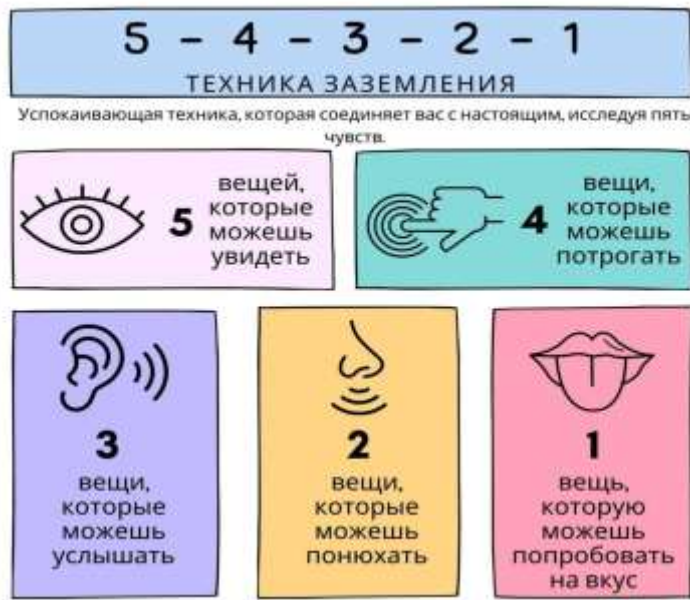 5 - 4 - 3 - 2 - 1
ТЕХНИКА ЗАЗЕМЛЕНИЯ
Успокаивающая техника, которая соединяет вас с настоящим, исследуя пять
чувств.
5
вещей,
которые
можешь
увидеть
4
вещи,
которые
можешь
потрогать
3
вещи,
которые
можешь
услышать
2
вещи,
которые
можешь
понюхать
1
вещь,
которую
можешь
попробовать
на вкус